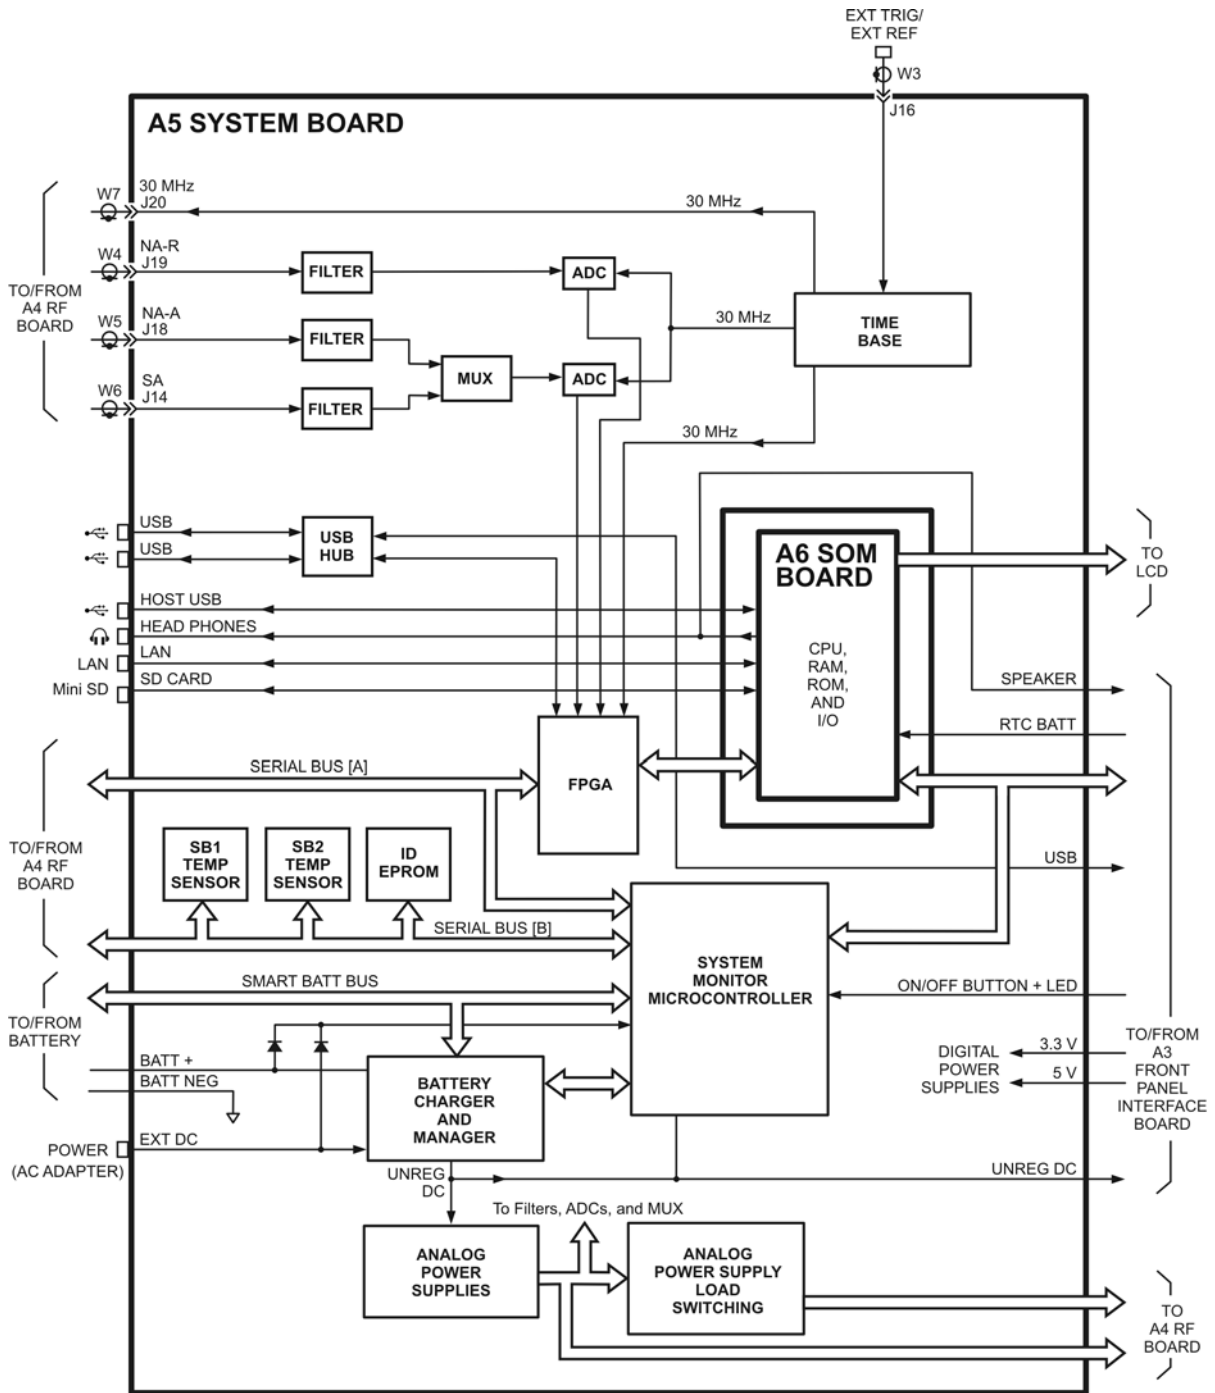 EXT TRIG/
EXT REF
W3
J16
A5 SYSTEM BOARD
W7
30 MHz
J20
30 MHz
W4
NA-R
J19
FILTER
ADC
TO/FROM
A4 RF
BOARD
W5
NA-A
J18
FILTER
30 MHz
TIME
BASE
MUX
ADC
W6
SA
J14
FILTER
30 MHz
USB
USB
USB
HUB
A6 SOM
BOARD
TO
LCD
HOST USB
HEAD PHONES
LAN
LAN
Mini SD
SD CARD
CPU,
RAM,
ROM,
AND
I/O
SPEAKER
RTC BATT
SERIAL BUS [A]
FPGA
TO/FROM
A4 RF
BOARD
SB1
TEMP
SENSOR
SB2
TEMP
SENSOR
ID
EPROM
USB
SERIAL BUS [B]
SYSTEM
MONITOR
MICROCONTROLLER
SMART BATT BUS
ON/OFF BUTTON + LED
TO/FROM
BATTERY
BATT +
BATT NEG
BATTERY
CHARGER
AND
MANAGER
DIGITAL
POWER
SUPPLIES
3.3 V
5 V
TO/FROM
A3
FRONT
PANEL
INTERFACE
BOARD
POWER
(AC ADAPTER)
EXT DC
UNREG
DC
UNREG DC
To Filters, ADCs, and MUX
ANALOG
POWER
SUPPLIES
ANALOG
POWER SUPPLY
LOAD
SWITCHING
TO
A4 RF
BOARD